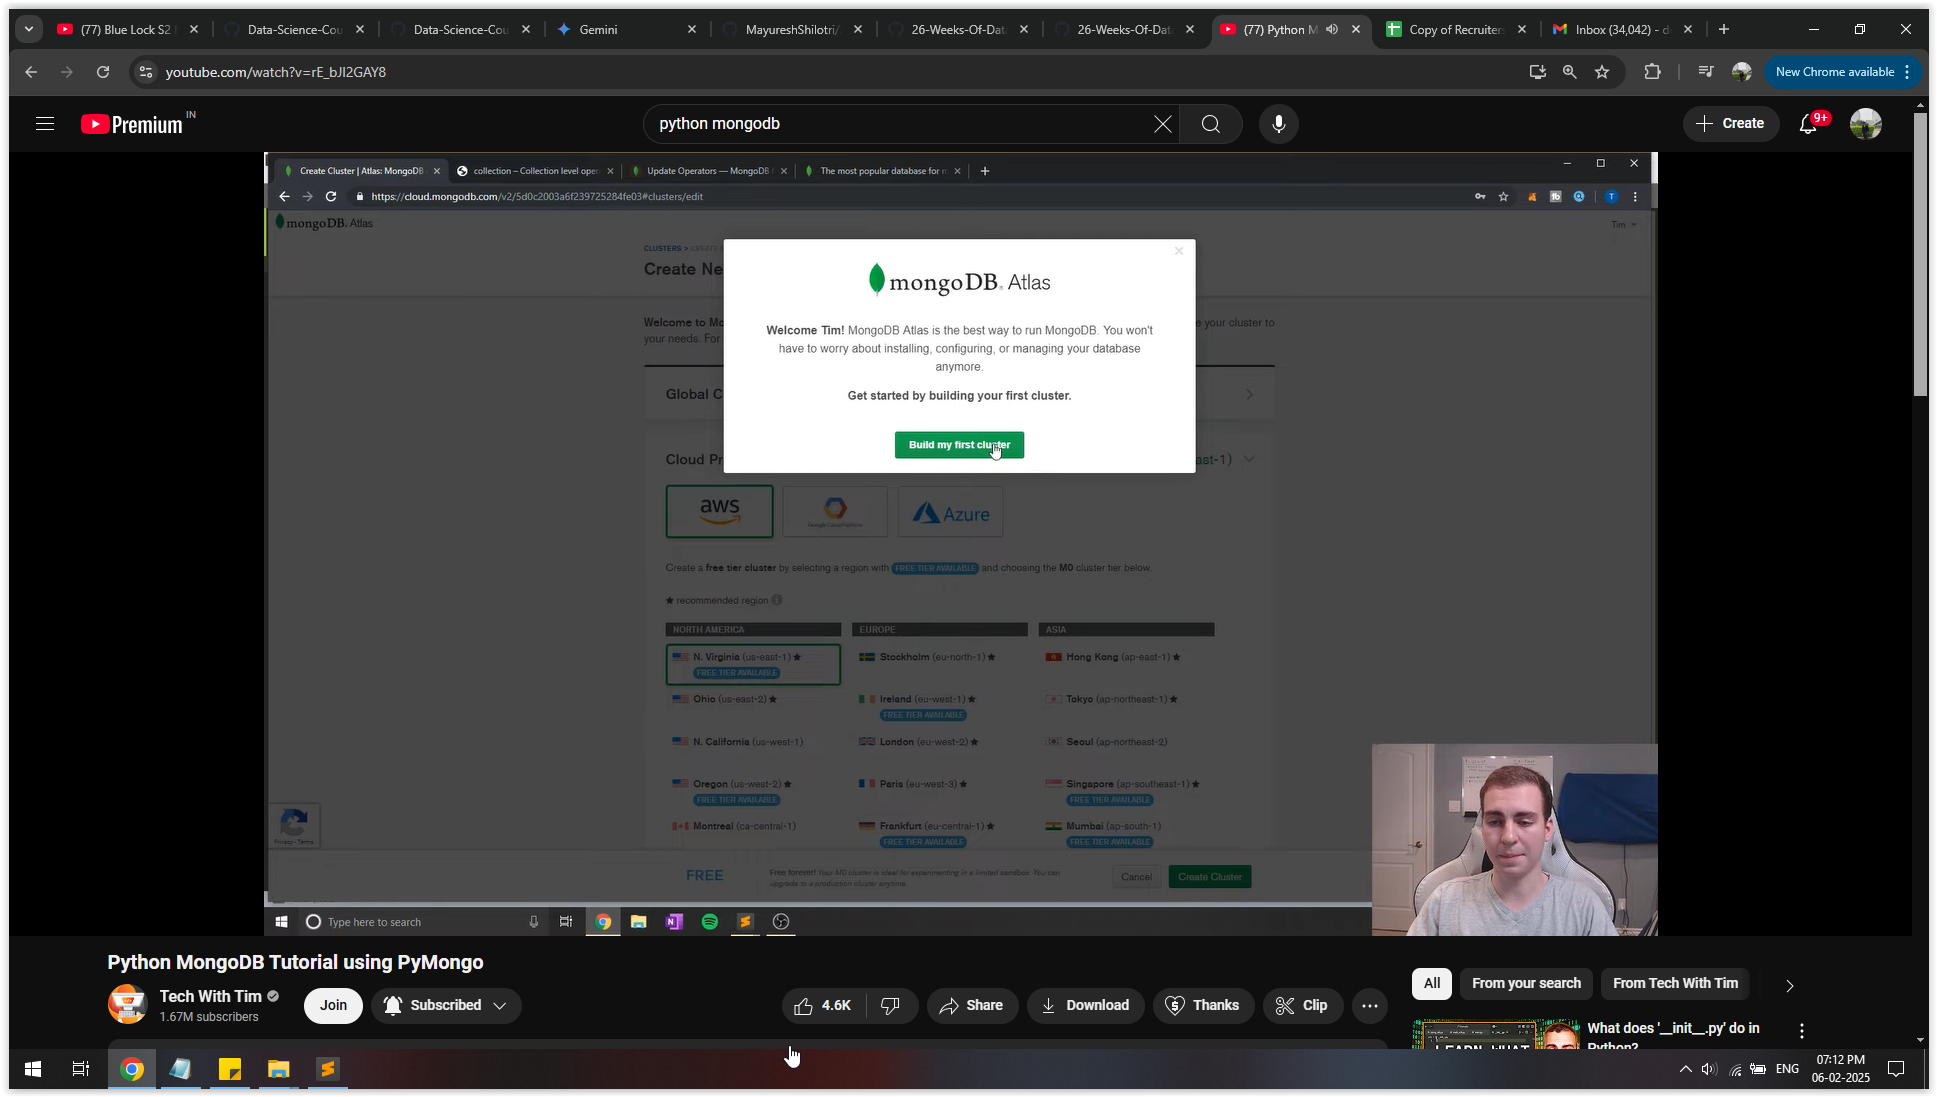 (77) Blue Lock S2
Data-Science-Cou
Data-Science-Cou
Gemini
MayureshShilotri/
26-Weeks-Of-Dat
26-Weeks-Of-Dat
(77) Python M
Copy of Recruiter
Inbox (34,042) - d
youtube.com/watch?v=rE_bJl2GAY8
New Chrome available
Premium IN
python mongodb
Create
9+
Create Cluster | Atlas: MongoDB
collection – Collection level oper
Update Operators — MongoDB
The most popular database for m
https://cloud.mongodb.com/v2/5d0c2003a6f239725284fe03#clusters/edit
mongoDB. Atlas
Tim
CLUSTERS >
Create Ne
Welcome to Mo
e your cluster to
your needs. For
mongoDB. Atlas
Welcome Tim! MongoDB Atlas is the best way to run MongoDB. You won't
have to worry about installing, configuring, or managing your database
anymore.
Get started by building your first cluster.
Build my first cluster
Global C
Cloud Pr
ast-1)
aws
Google Cloud Platform
Azure
Create a free tier cluster by selecting a region with FREE TIER AVAILABLE and choosing the M0 cluster tier below.
★ recommended region
NORTH AMERICA
EUROPE
ASIA
N. Virginia (us-east-1) ★
Stockholm (eu-north-1) ★
Hong Kong (ap-east-1) ★
FREE TIER AVAILABLE
Ohio (us-east-2) ★
Ireland (eu-west-1) ★
Tokyo (ap-northeast-1) ★
FREE TIER AVAILABLE
N. California (us-west-1)
London (eu-west-2) ★
Seoul (ap-northeast-2)
Oregon (us-west-2) ★
Paris (eu-west-3) ★
Singapore (ap-southeast-1) ★
FREE TIER AVAILABLE
FREE TIER AVAILABLE
Montreal (ca-central-1)
Frankfurt (eu-central-1) ★
Mumbai (ap-south-1)
FREE TIER AVAILABLE
FREE TIER AVAILABLE
Privacy - Terms
FREE
Free forever! Your M0 cluster is ideal for experimenting in a limited sandbox. You can
upgrade to a production cluster anytime.
Cancel
Create Cluster
Type here to search
Python MongoDB Tutorial using PyMongo
Tech With Tim
1.67M subscribers
Join
Subscribed
4.6K
Share
Download
Thanks
Clip
All
From your search
From Tech With Tim
What does '__init__.py' do in
Python?
LEARN WHAT
ENG
07:12 PM
06-02-2025